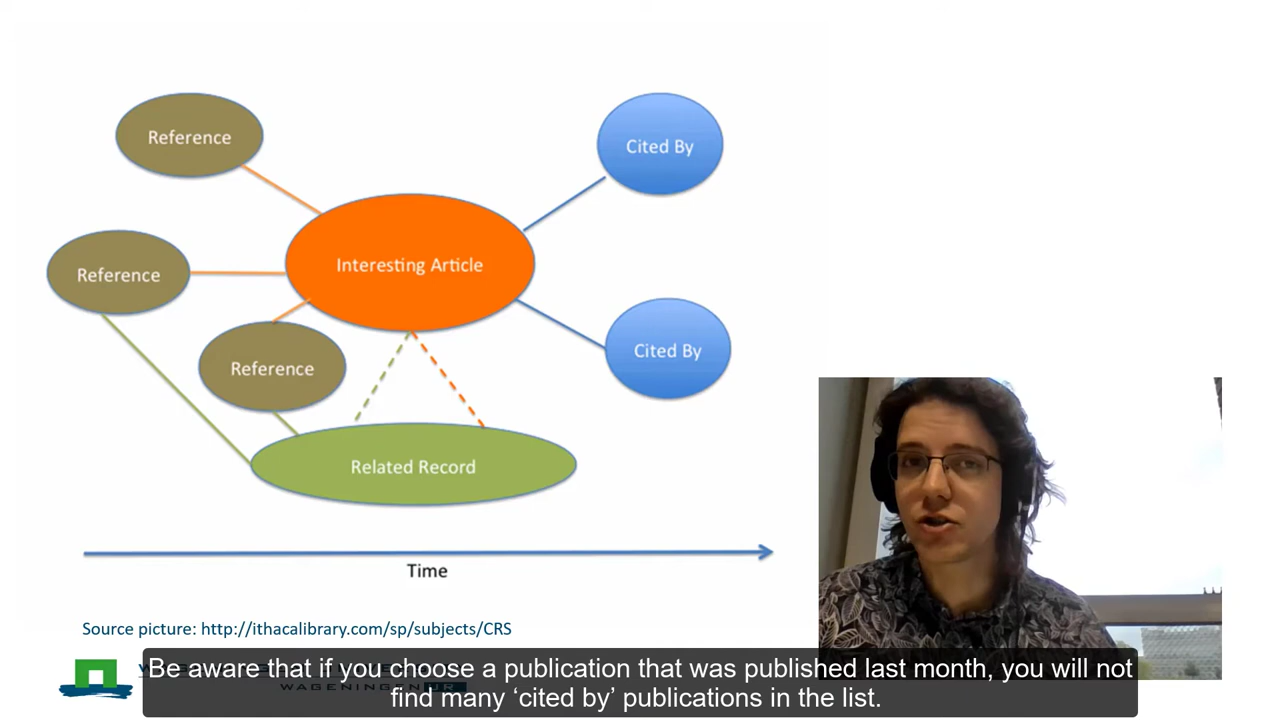 Reference
Cited By
Interesting Article
Reference
Cited By
Reference
Related Record
Time
Source picture: http://ithacalibrary.com/sp/subjects/CRS
Be aware that if you choose a publication that was published last month, you will not
find many ‘cited by’ publications in the list.
WAGENINGEN UR